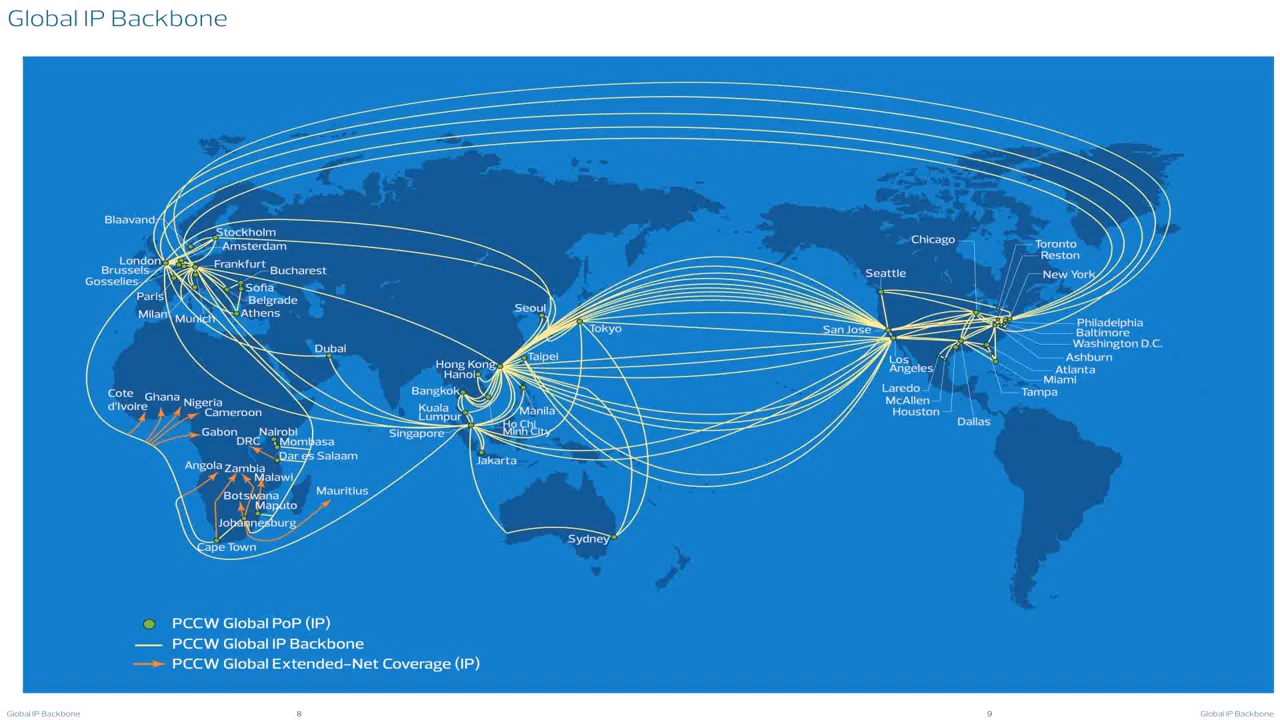 Global IP Backbone
Blaavand
Stockholm
Amsterdam
London
Frankfurt
Brussels
Bucharest
Gosselies
Sofia
Paris
Belgrade
Milan
Munich
Athens
Dubai
Seoul
Tokyo
Hong Kong
Taipei
Hanoi
Bangkok
Kuala
Lumpur
Manila
Ho Chi
Minh City
Singapore
Jakarta
Sydney
Cote
d'Ivoire
Ghana
Nigeria
Cameroon
Gabon
Nairobi
DRC
Mombasa
Dar es Salaam
Angola
Zambia
Malawi
Botswana
Maputo
Mauritius
Johannesburg
Cape Town
Chicago
Toronto
Reston
Seattle
New York
San Jose
Philadelphia
Baltimore
Washington D.C.
Los
Angeles
Ashburn
Atlanta
Laredo
Miami
McAllen
Tampa
Houston
Dallas
PCCW Global PoP (IP)
PCCW Global IP Backbone
PCCW Global Extended-Net Coverage (IP)
Global IP Backbone
8
9
Global IP Backbone